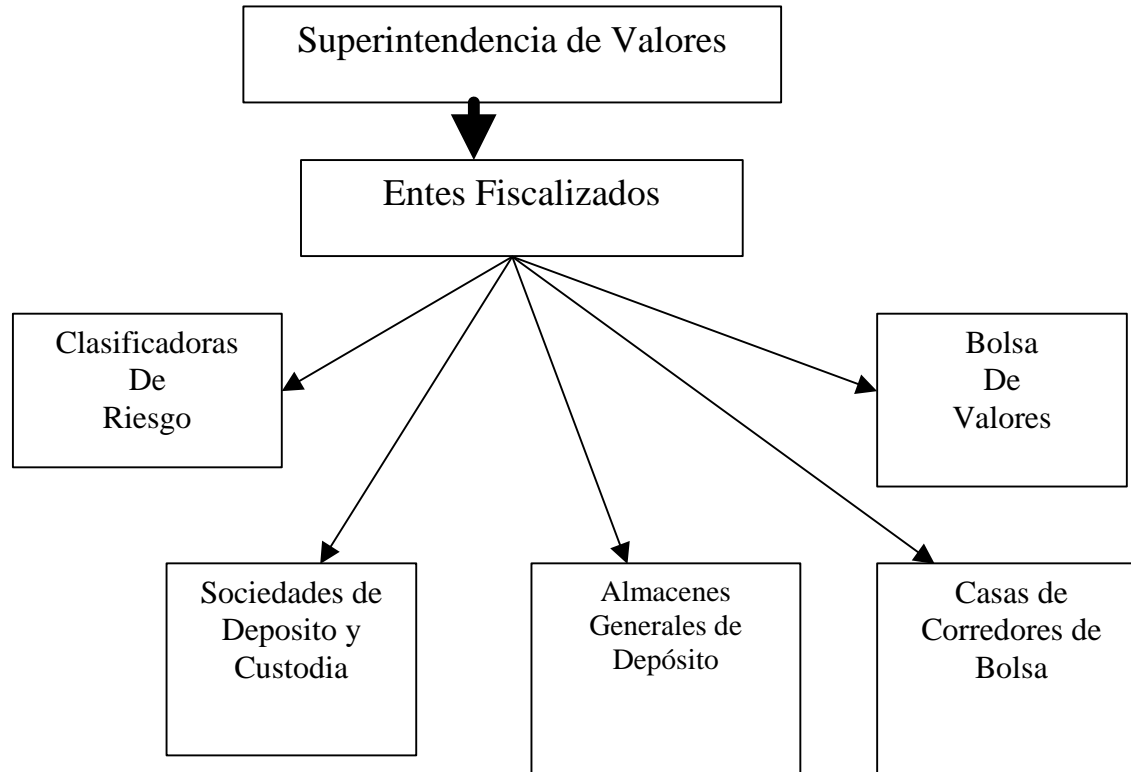 Superintendencia de Valores
Entes Fiscalizados
Clasificadoras
De
Riesgo
Bolsa
De
Valores
Sociedades de
Deposito y
Custodia
Almacenes
Generales de
Depósito
Casas de
Corredores de
Bolsa